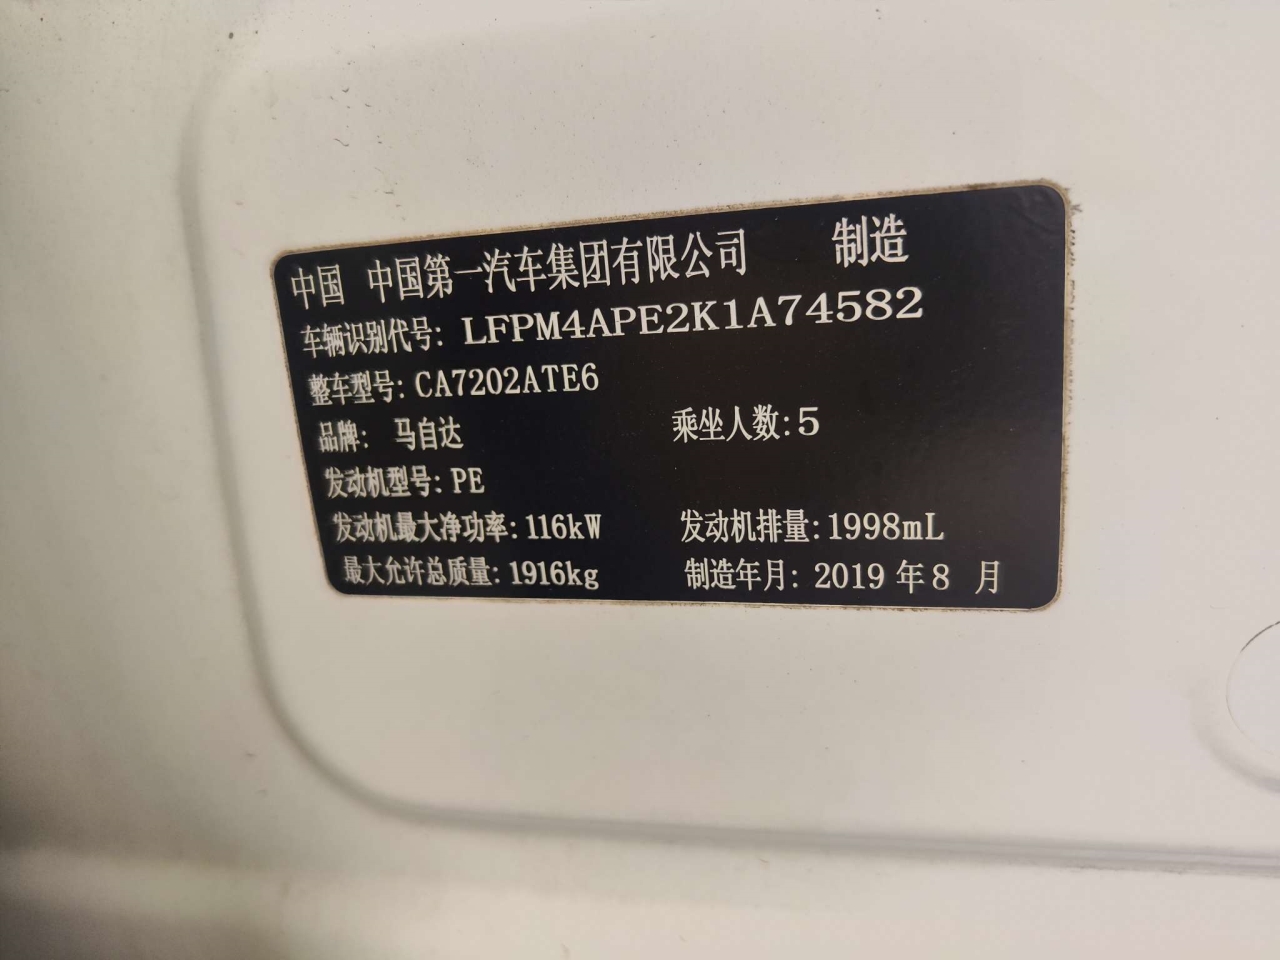 中国 中国第一汽车集团有限公司 制造
车辆识别代号: LFPM4APE2K1A74582
整车型号: CA7202ATE6
品牌: 马自达 乘坐人数: 5
发动机型号: PE
发动机最大净功率: 116kW 发动机排量: 1998mL
最大允许总质量: 1916kg 制造年月: 2019 年 8 月